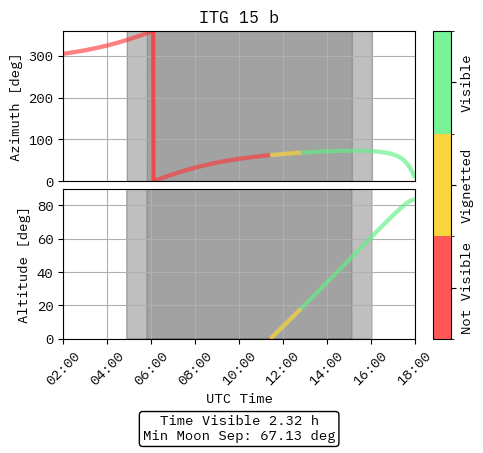 ITG 15 b
Azimuth [deg]
300
200
100
0
Altitude [deg]
80
60
40
20
0
02:00
04:00
06:00
08:00
10:00
12:00
14:00
16:00
18:00
UTC Time
Visible
Vignetted
Not Visible
Time Visible 2.32 h
Min Moon Sep: 67.13 deg